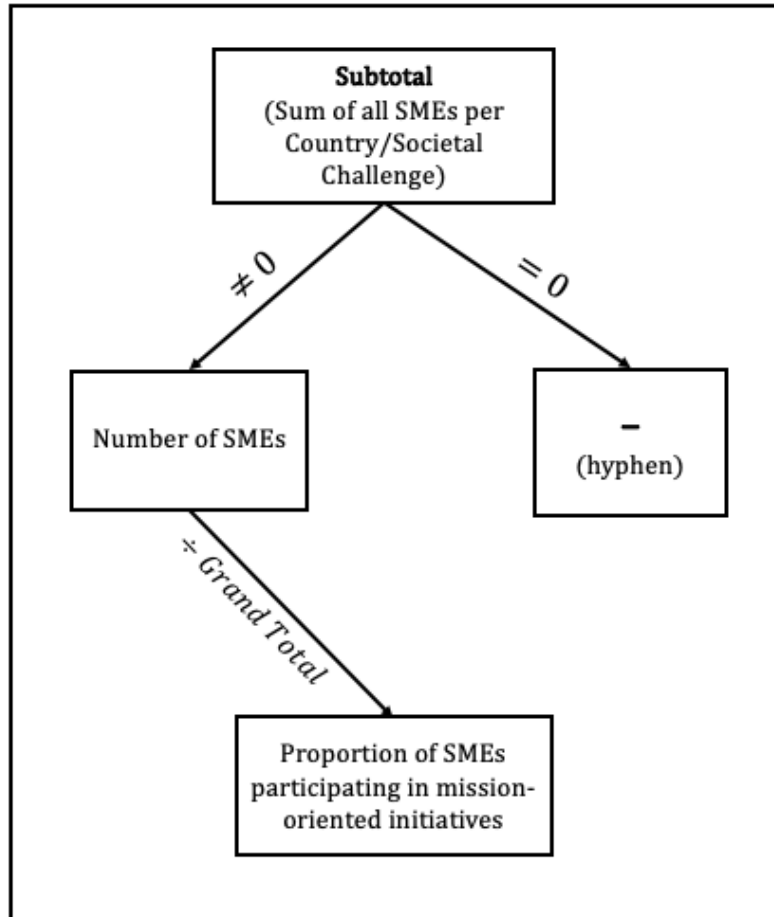 Subtotal
(Sum of all SMEs per
Country/Societal
Challenge)
≠ 0
= 0
Number of SMEs
–
(hyphen)
÷ Grand Total
Proportion of SMEs
participating in mission-
oriented initiatives